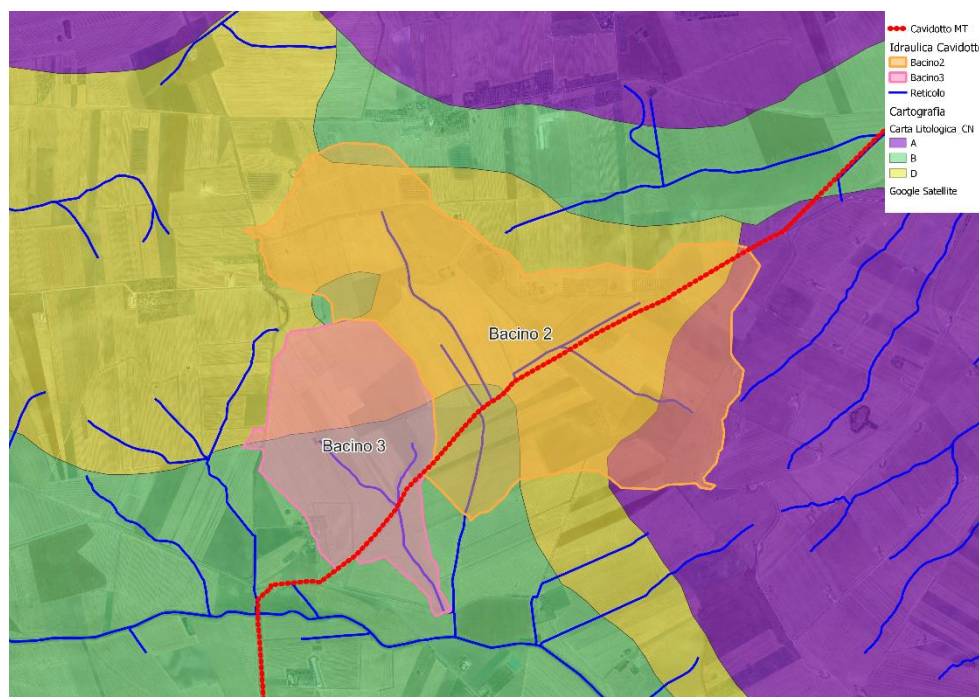 Cavidotto MT
Idraulica Cavidotto
Bacino2
Bacino3
Reticolo
Cartografia
Carta Litologica CN
A
B
D
Google Satellite
Bacino 2
Bacino 3